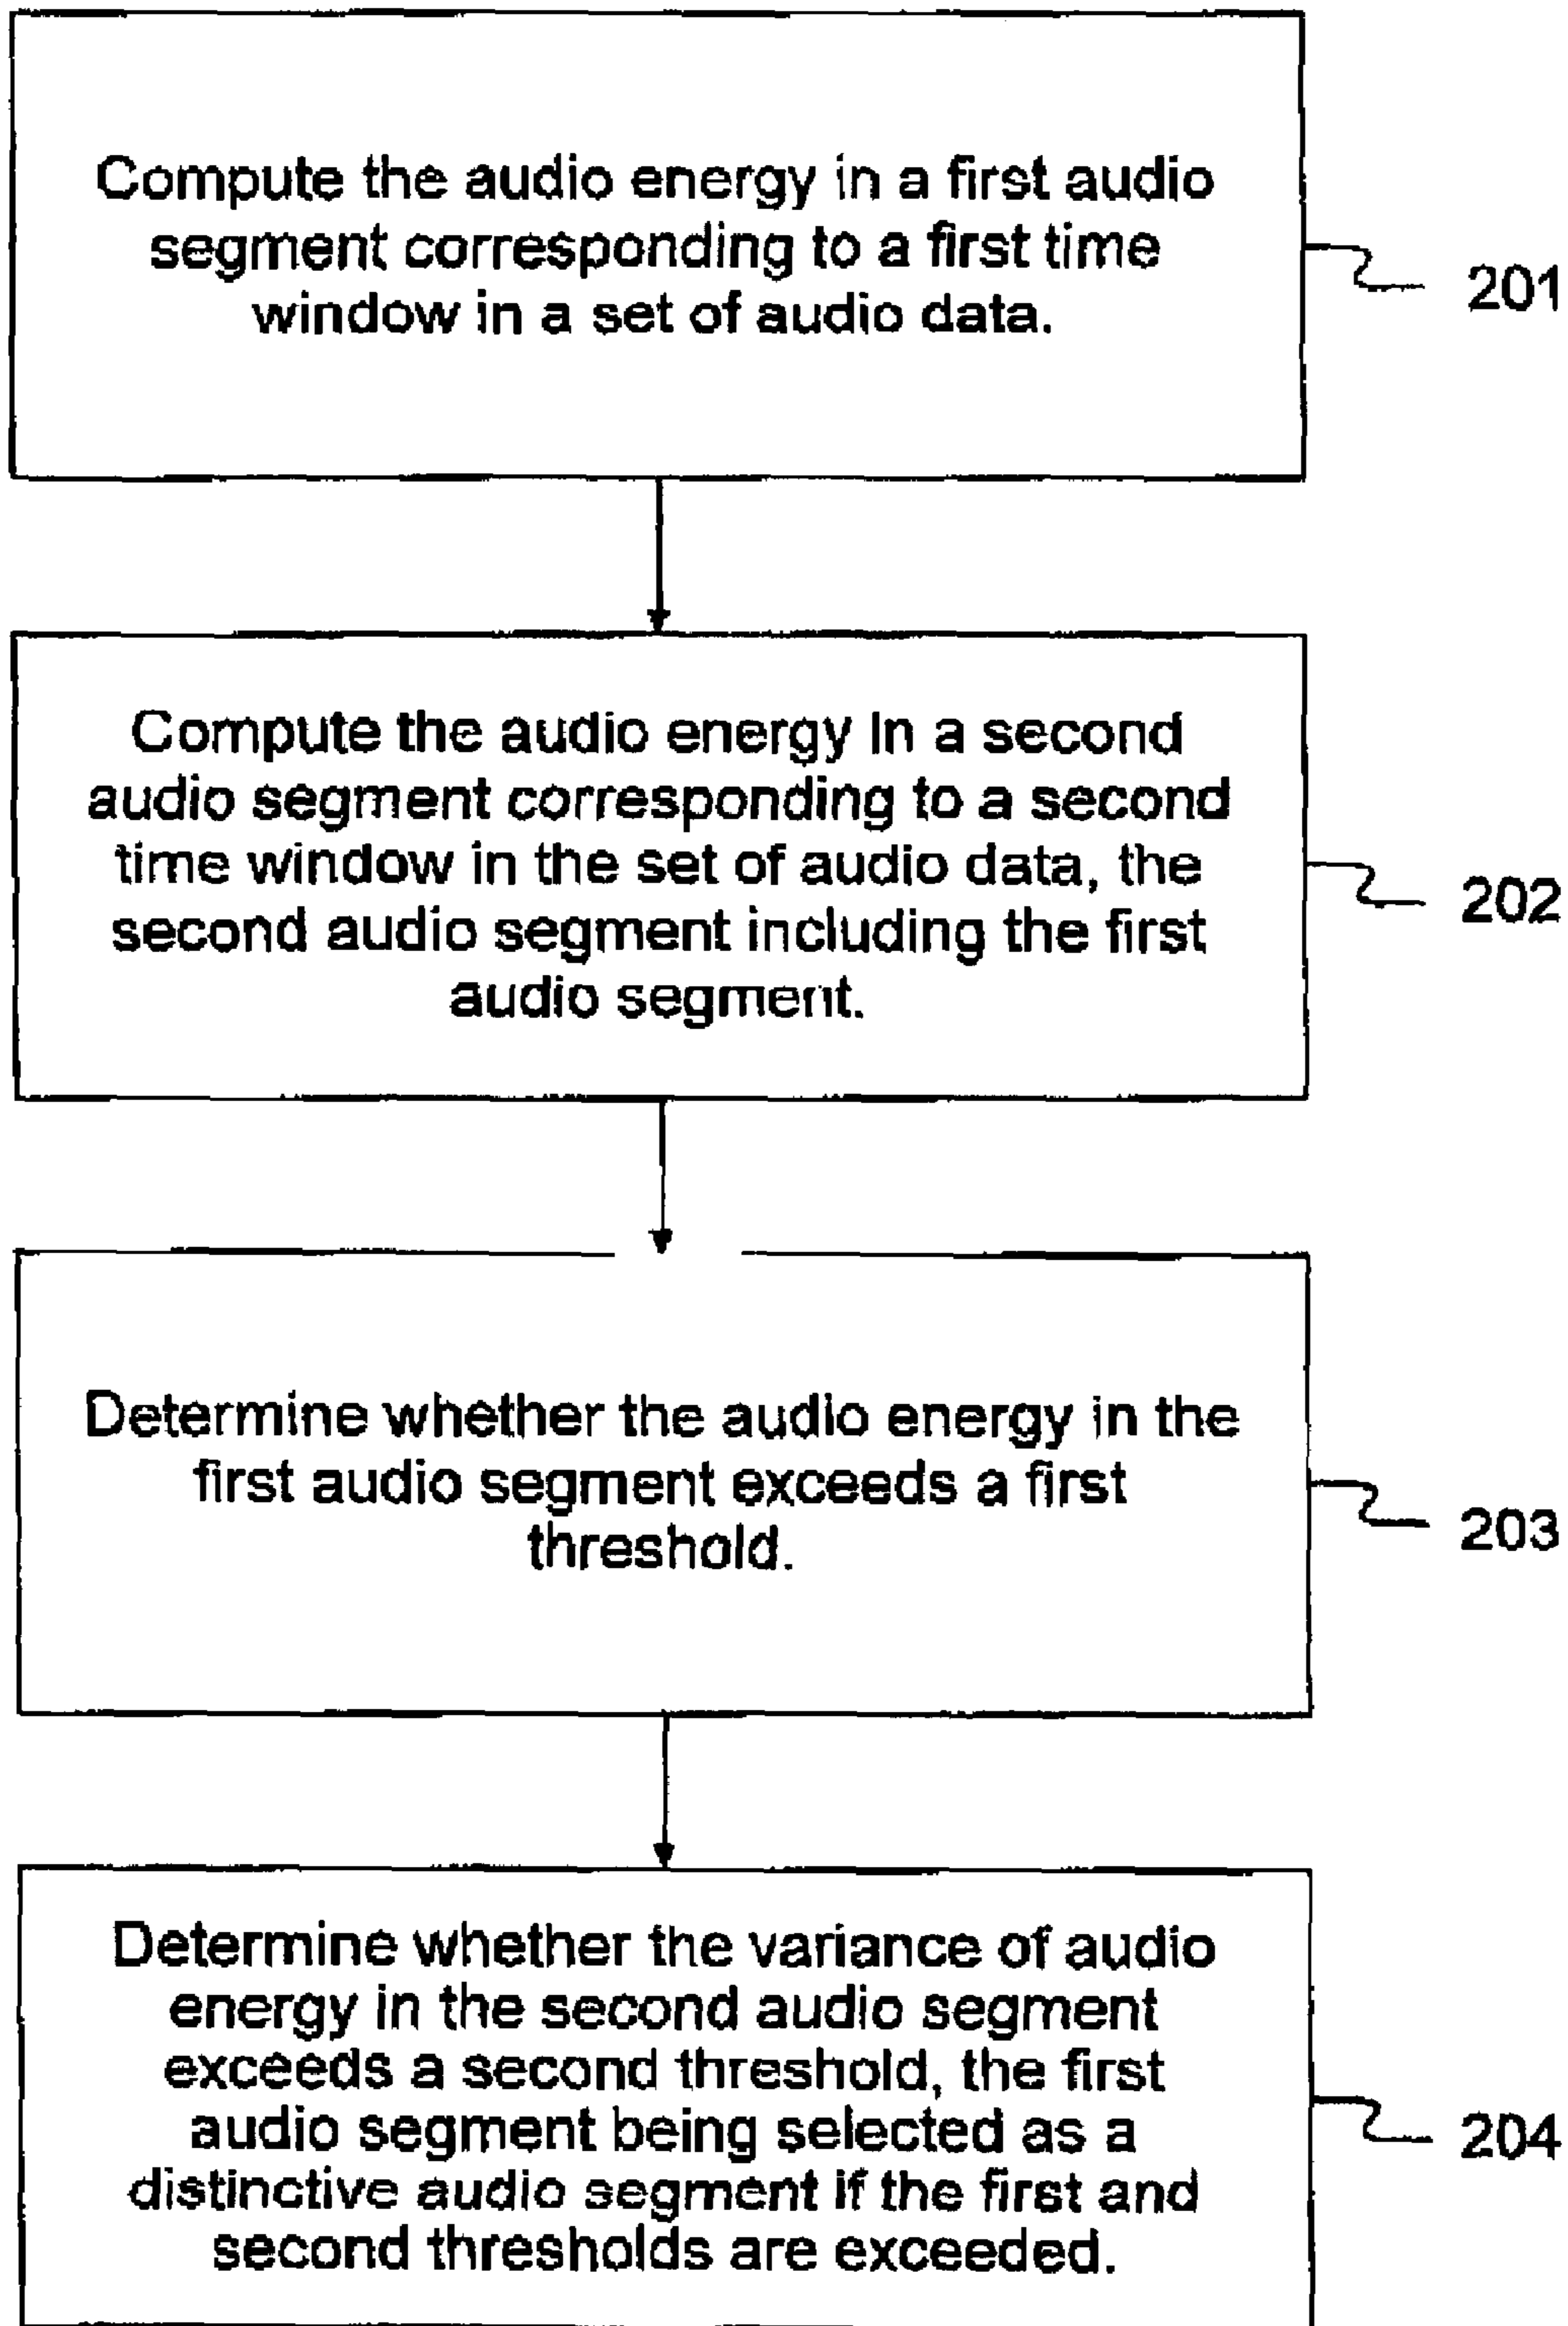 Compute the audio energy in a first audio
segment corresponding to a first time
window in a set of audio data.
201
Compute the audio energy in a second
audio segment corresponding to a second
time window in the set of audio data, the
second audio segment including the first
audio segment.
202
Determine whether the audio energy in the
first audio segment exceeds a first
threshold.
203
Determine whether the variance of audio
energy in the second audio segment
exceeds a second threshold, the first
audio segment being selected as a
distinctive audio segment if the first and
second thresholds are exceeded.
204